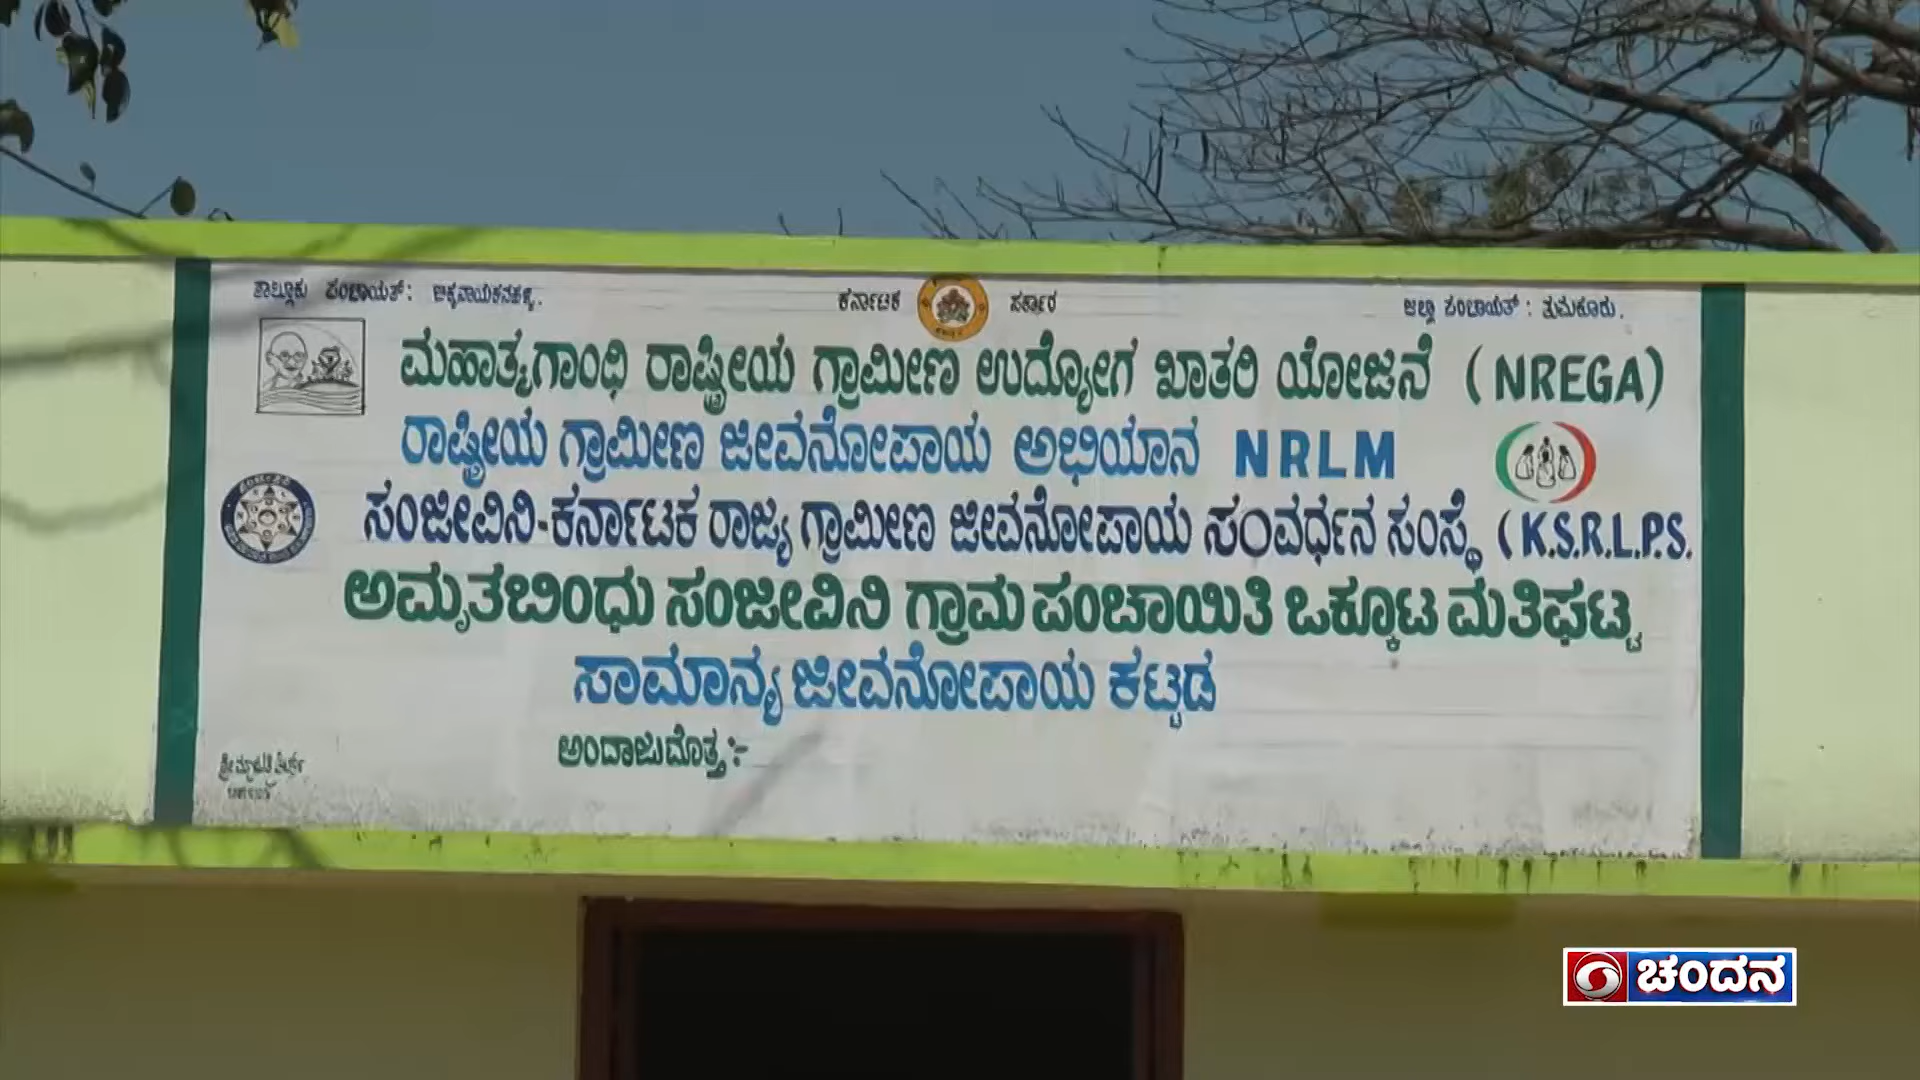 ತಾಲ್ಲೂಕು ಪಂಚಾಯತ್: ಚಿಕ್ಕನಾಯಕನಹಳ್ಳಿ. ಕರ್ನಾಟಕ ಸರ್ಕಾರ ಜಿಲ್ಲಾ ಪಂಚಾಯತ್ : ತುಮಕೂರು.
ಮಹಾತ್ಮಗಾಂಧಿ ರಾಷ್ಟ್ರೀಯ ಗ್ರಾಮೀಣ ಉದ್ಯೋಗ ಖಾತರಿ ಯೋಜನೆ (NREGA)
ರಾಷ್ಟ್ರೀಯ ಗ್ರಾಮೀಣ ಜೀವನೋಪಾಯ ಅಭಿಯಾನ NRLM
ಸಂಜೀವಿನಿ-ಕರ್ನಾಟಕ ರಾಜ್ಯ ಗ್ರಾಮೀಣ ಜೀವನೋಪಾಯ ಸಂವರ್ಧನ ಸಂಸ್ಥೆ (K.S.R.L.P.S.
ಅಮೃತಬಿಂಧು ಸಂಜೀವಿನಿ ಗ್ರಾಮ ಪಂಚಾಯಿತಿ ಒಕ್ಕೂಟ ಮತಿಘಟ್ಟ
ಸಾಮಾನ್ಯ ಜೀವನೋಪಾಯ ಕಟ್ಟಡ
ಅಂದಾಜುಮೊತ್ತ :-
ಚಂದನ